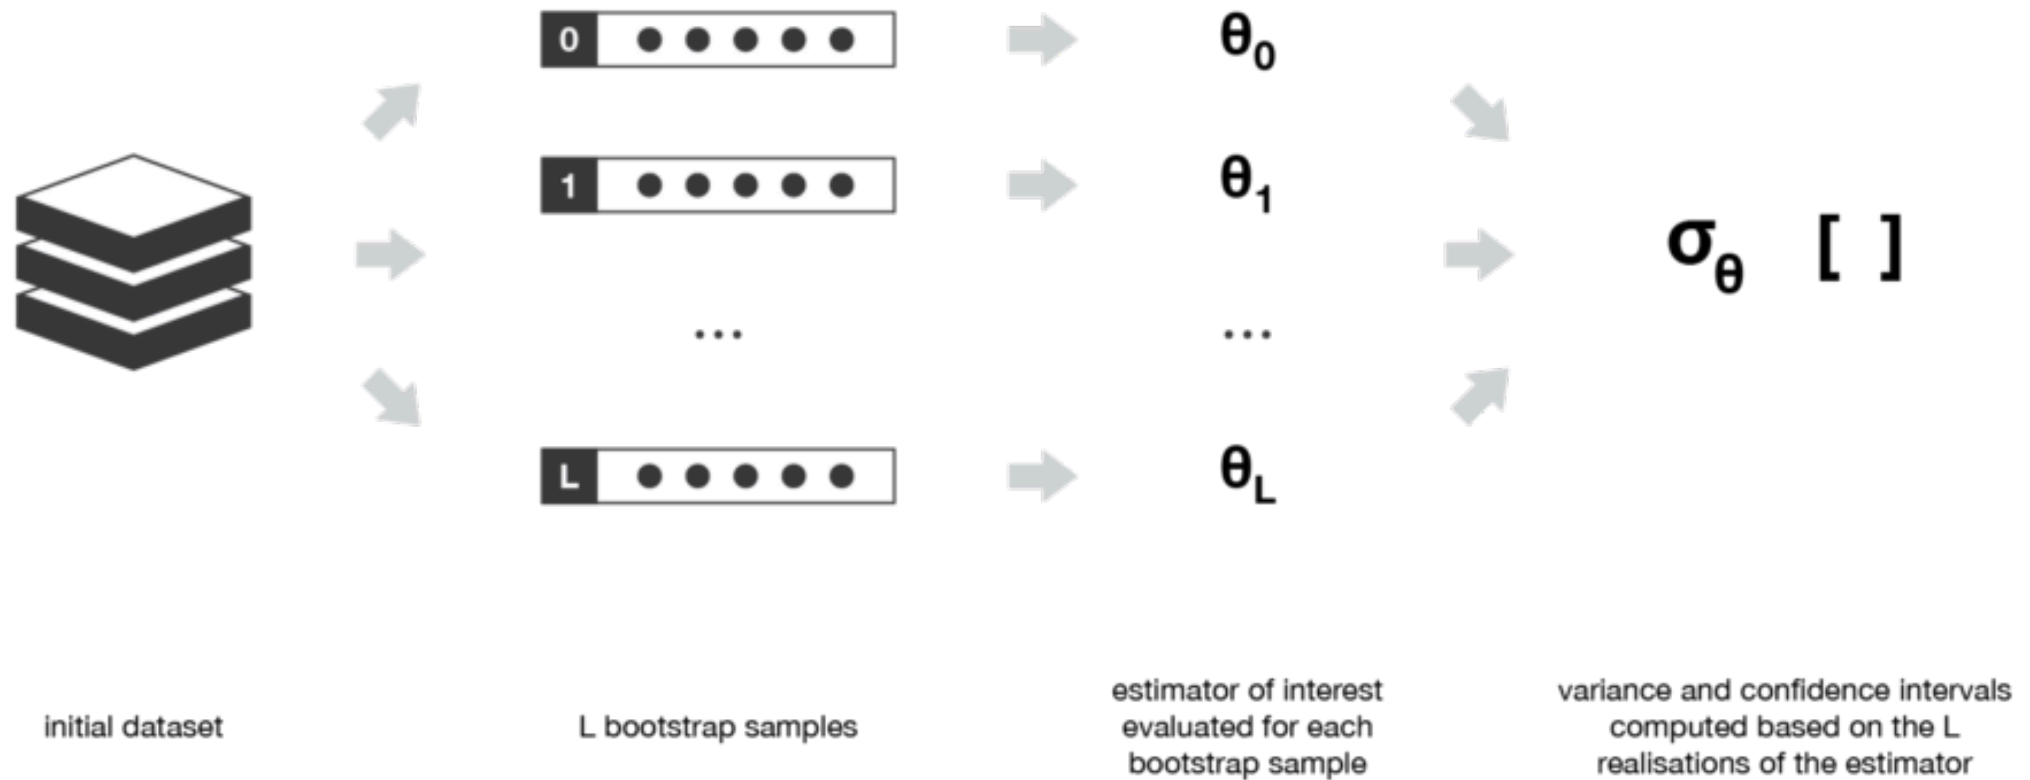 0
θ0
1
θ1
σθ [ ]
...
...
L
θL
initial dataset
L bootstrap samples
estimator of interest
evaluated for each
bootstrap sample
variance and confidence intervals
computed based on the L
realisations of the estimator